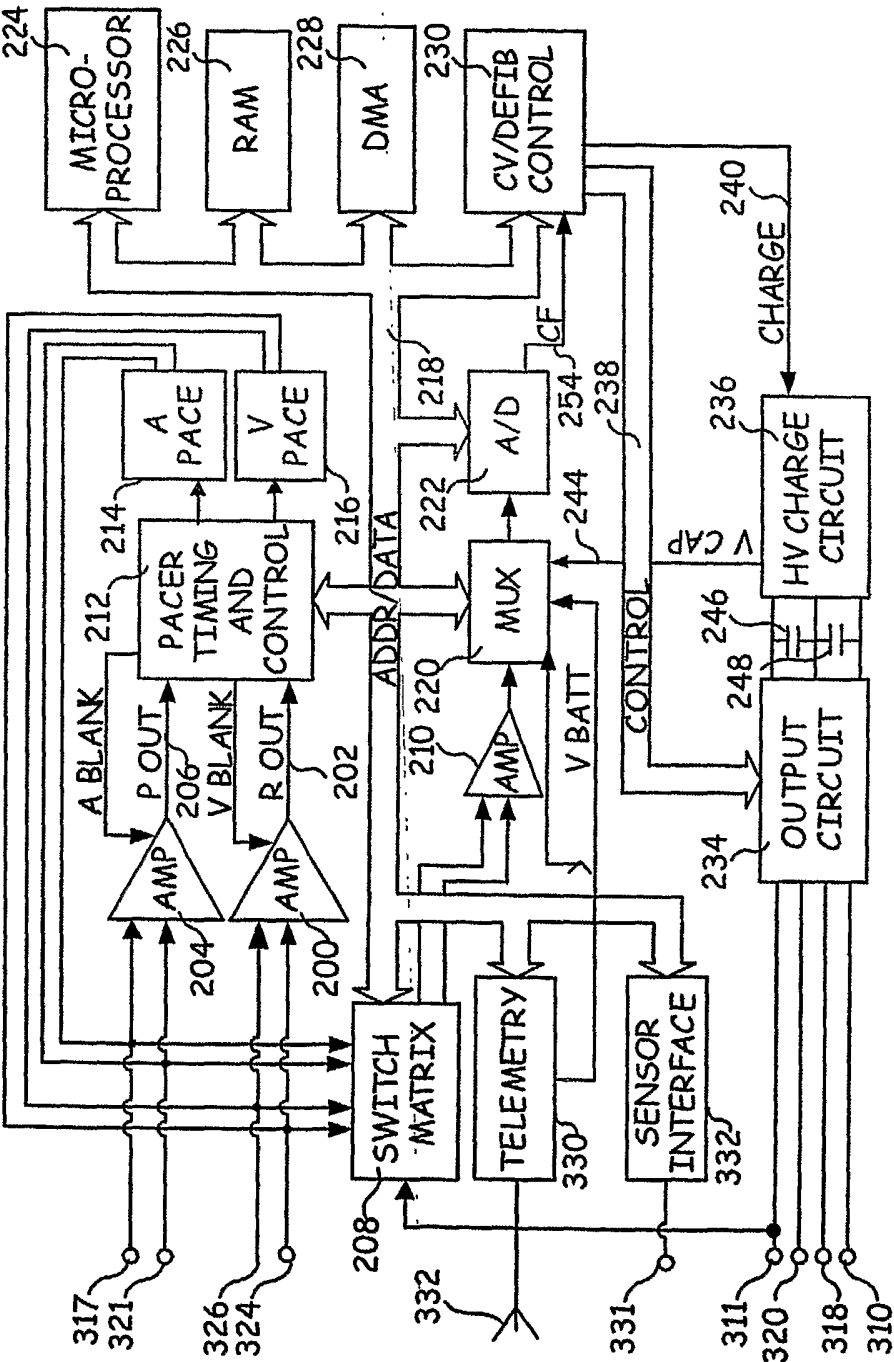 MICRO-
PROCESSOR
224
RAM
226
DMA
228
CV/DEFIB
CONTROL
230
A
PACE
214
V
PACE
216
218
A/D
222
CF
254
238
240
CHARGE
PACER
TIMING
AND
CONTROL
212
ADDR/DATA
MUX
220
244
V CAP
HV CHARGE
CIRCUIT
236
246
248
A BLANK
P OUT
206
V BLANK
R OUT
202
AMP
210
V BATT
CONTROL
OUTPUT
CIRCUIT
234
AMP
204
AMP
200
SWITCH
MATRIX
208
TELEMETRY
330
SENSOR
INTERFACE
332
317
321
326
324
332
331
311
320
318
310